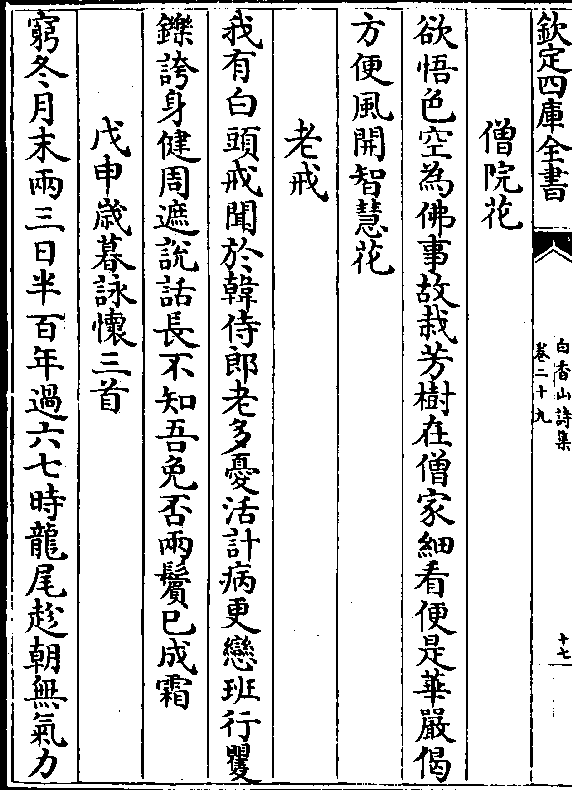 欽定四庫全書
白香山詩集
卷二十九
十七
僧院花
欲悟色空為佛事故栽芳樹在僧家細看便是華嚴偈
方便風開智慧花
老戒
我有白頭戒聞於韓侍郎老多憂活計病更戀班行矍
鑠誇身健周遮說話長不知吾免否兩鬢已成霜
戊申歲暮詠懷三首
窮冬月末兩三日半百年過六七時龍尾趁朝無氣力